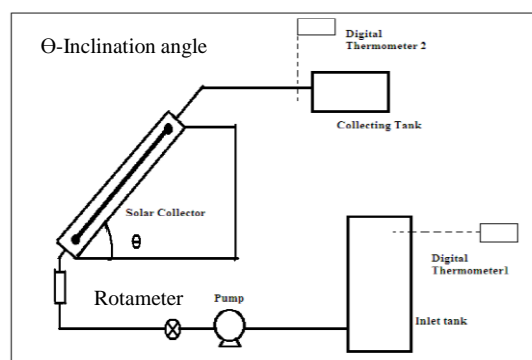 Ɵ-Inclination angle
Digital
Thermometer 2
Collecting Tank
Solar Collector
Ɵ
Digital
Thermometer1
Rotameter
Pump
Inlet tank